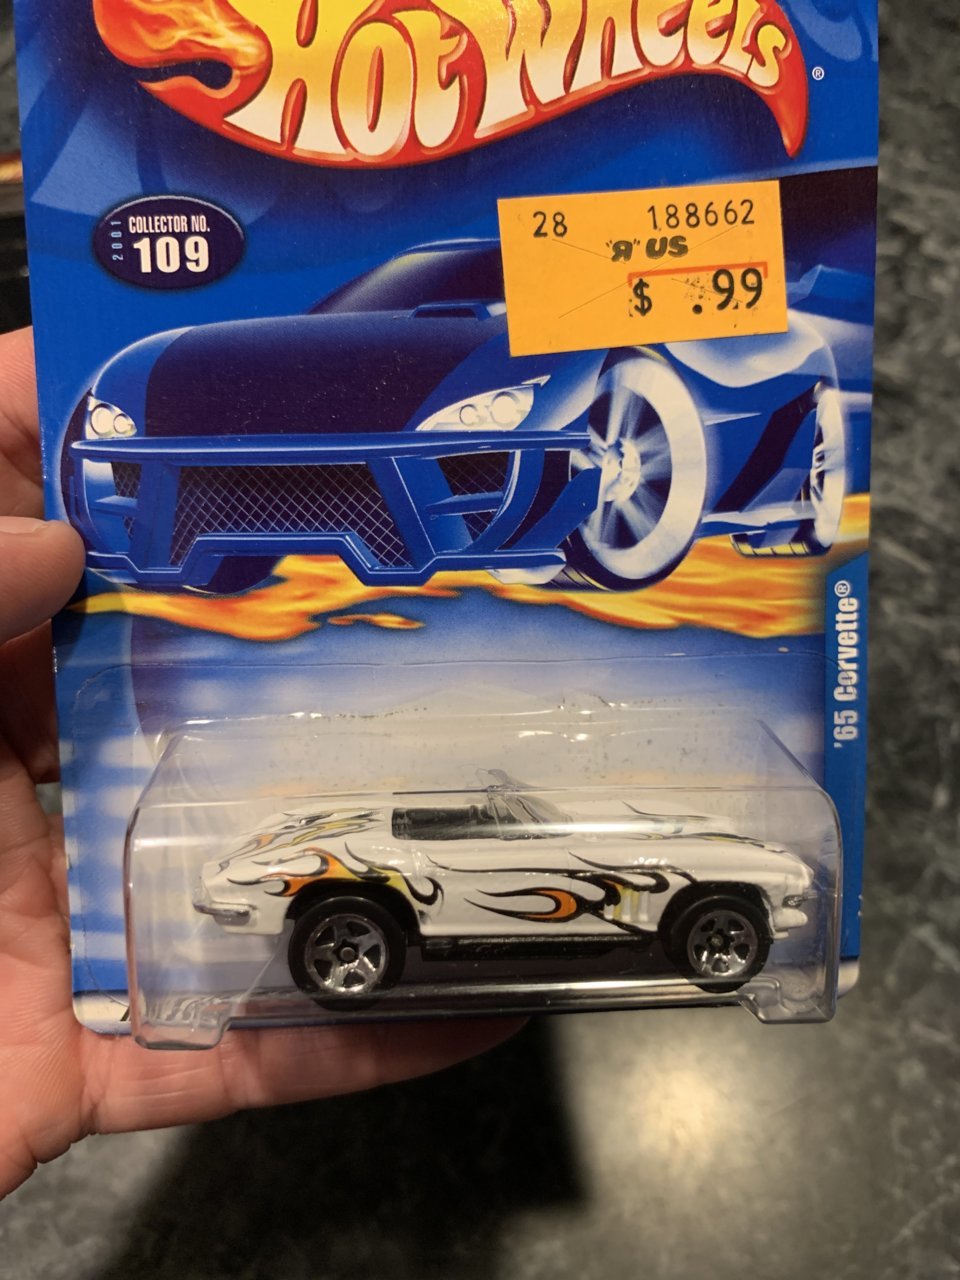 Hot Wheels®
2001
COLLECTOR NO.
109
28 188662
"R" US
$ .99
'65 Corvette®